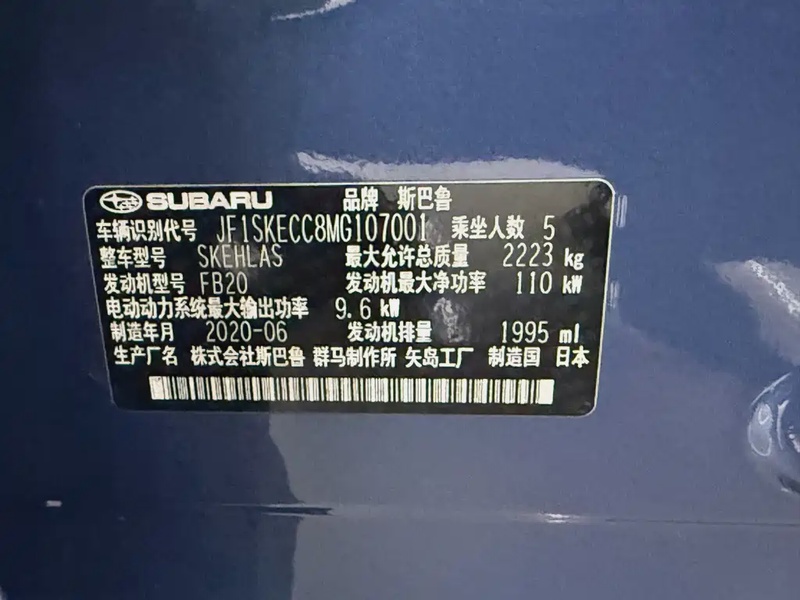 SUBARU 品牌 斯巴鲁
车辆识别代号 JF1SKECC8MG107001 乘坐人数 5
整车型号 SKEHLAS 最大允许总质量 2223 kg
发动机型号 FB20 发动机最大净功率 110 kW
电动动力系统最大输出功率 9.6 kW
制造年月 2020-06 发动机排量 1995 ml
生产厂名 株式会社斯巴鲁 群马制作所 矢岛工厂 制造国 日本